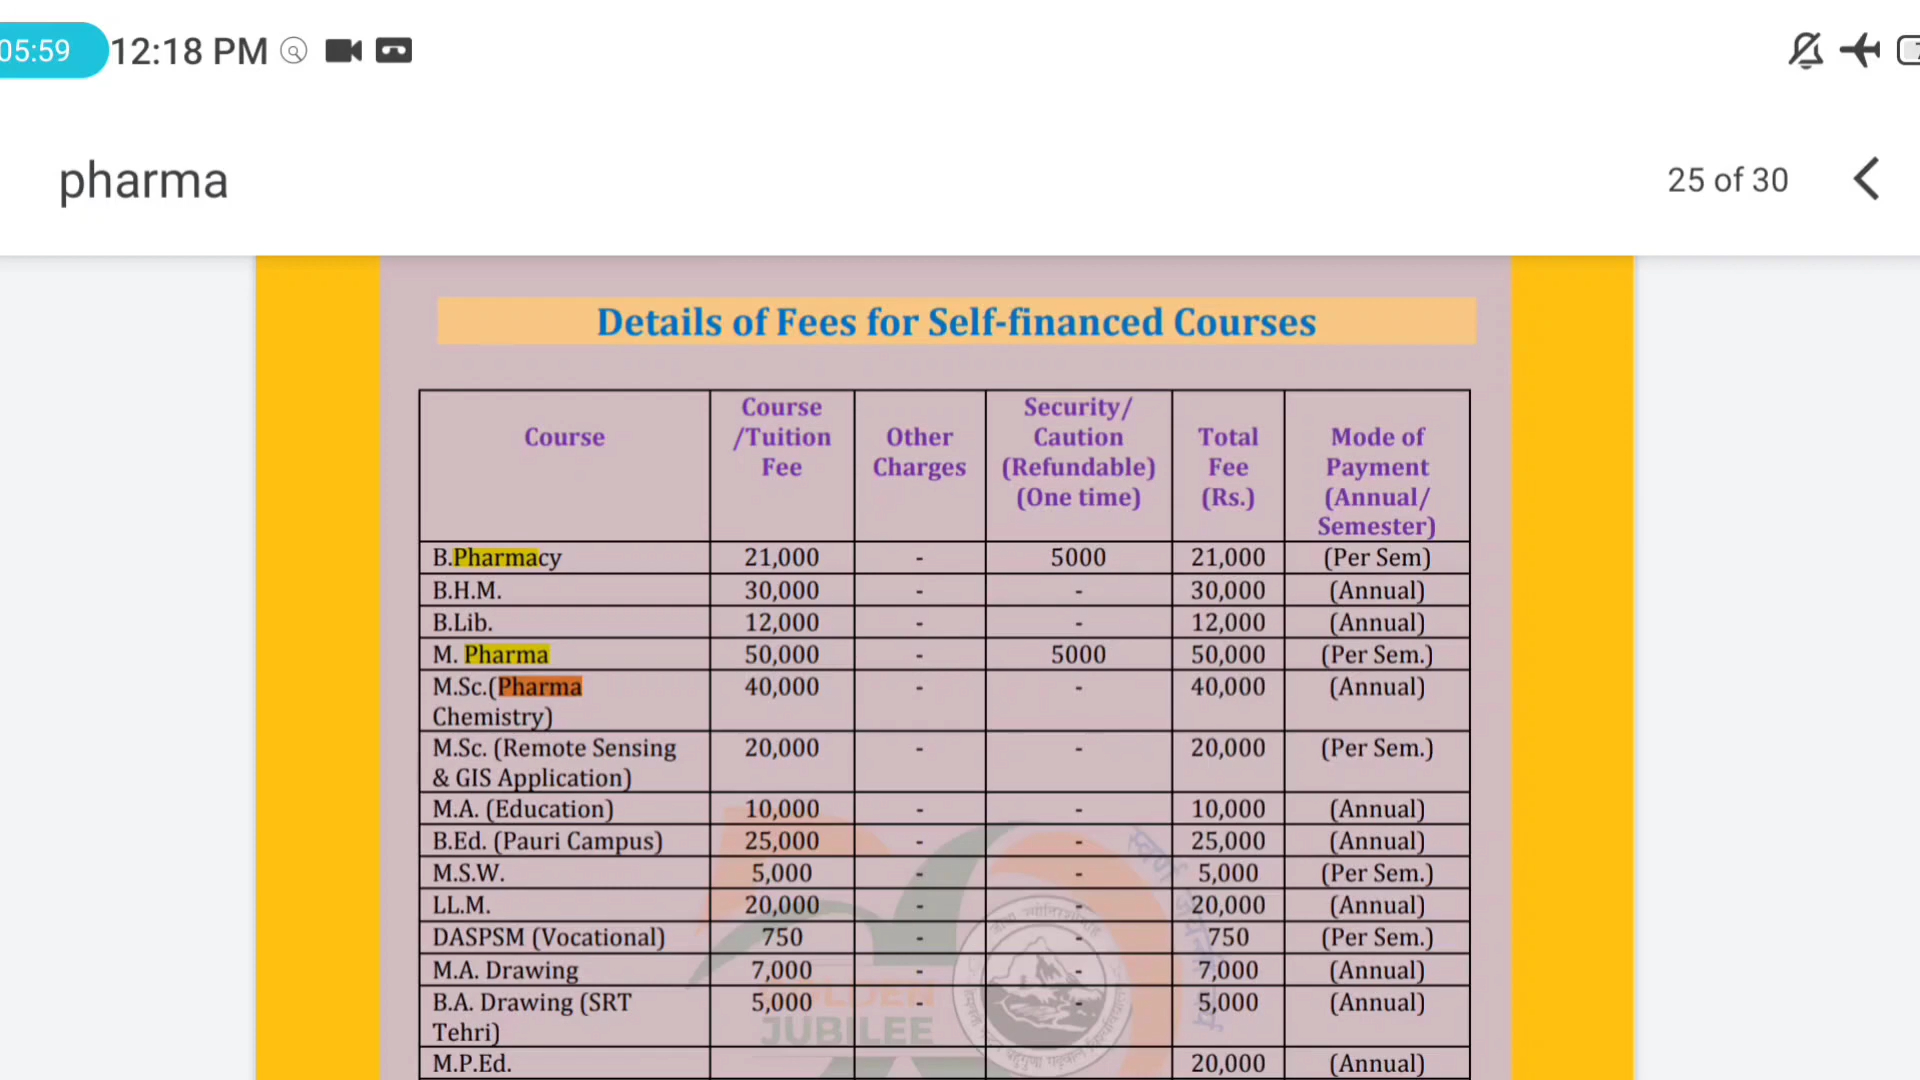 05:59 12:18 PM
pharma 25 of 30
Details of Fees for Self-financed Courses
Course | Course /Tuition Fee | Other Charges | Security/ Caution (Refundable) (One time) | Total Fee (Rs.) | Mode of Payment (Annual/ Semester)
B.Pharmacy 21,000 - 5000 21,000 (Per Sem)
B.H.M. 30,000 - - 30,000 (Annual)
B.Lib. 12,000 - - 12,000 (Annual)
M. Pharma 50,000 - 5000 50,000 (Per Sem.)
M.Sc.(Pharma 40,000 - - 40,000 (Annual)
Chemistry)
M.Sc. (Remote Sensing 20,000 - - 20,000 (Per Sem.)
& GIS Application)
M.A. (Education) 10,000 - - 10,000 (Annual)
B.Ed. (Pauri Campus) 25,000 - - 25,000 (Annual)
M.S.W. 5,000 - - 5,000 (Per Sem.)
LL.M. 20,000 - - 20,000 (Annual)
DASPSM (Vocational) 750 - - 750 (Per Sem.)
M.A. Drawing 7,000 - - 7,000 (Annual)
B.A. Drawing (SRT 5,000 - - 5,000 (Annual)
Tehri)
M.P.Ed. 20,000 (Annual)
GOLDEN
JUBILEE